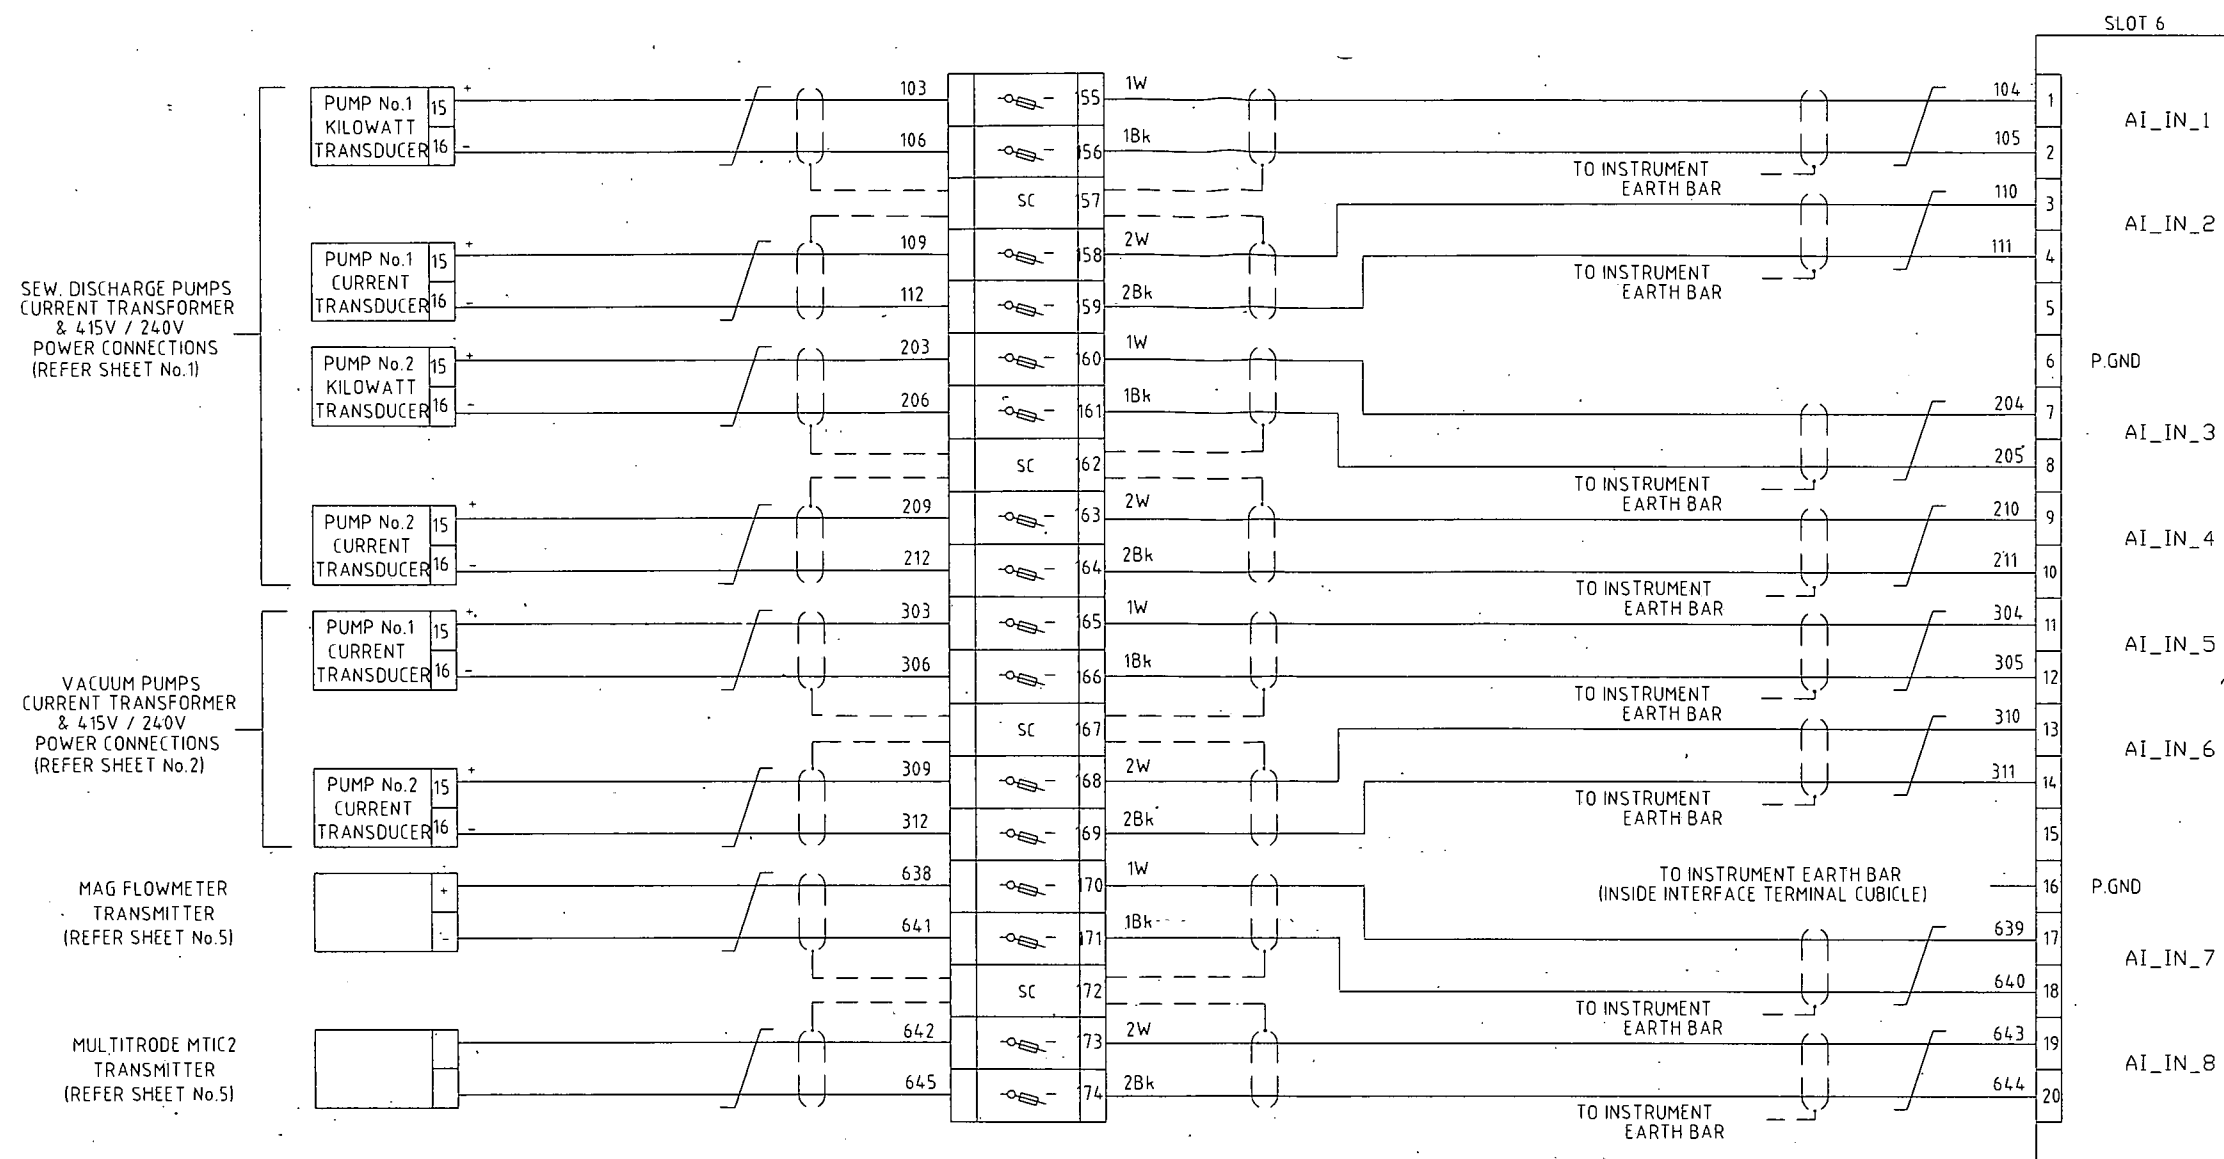 SLOT 6
SEW. DISCHARGE PUMPS
CURRENT TRANSFORMER
& 415V / 240V
POWER CONNECTIONS
(REFER SHEET No.1)
VACUUM PUMPS
CURRENT TRANSFORMER
& 415V / 240V
POWER CONNECTIONS
(REFER SHEET No.2)
MAG FLOWMETER
TRANSMITTER
(REFER SHEET No.5)
MULTITRODE MTIC2
TRANSMITTER
(REFER SHEET No.5)
PUMP No.1
KILOWATT
TRANSDUCER
15 +
16 -
PUMP No.1
CURRENT
TRANSDUCER
15 +
16 -
PUMP No.2
KILOWATT
TRANSDUCER
15 +
16 -
PUMP No.2
CURRENT
TRANSDUCER
15 +
16 -
PUMP No.1
CURRENT
TRANSDUCER
15 +
16 -
PUMP No.2
CURRENT
TRANSDUCER
15 +
16 -
+
-
103 155 1W
106 156 1Bk
SC 157
109 158 2W
112 159 2Bk
203 160 1W
206 161 1Bk
SC 162
209 163 2W
212 164 2Bk
303 165 1W
306 166 1Bk
SC 167
309 168 2W
312 169 2Bk
638 170 1W
641 171 1Bk
SC 172
642 173 2W
645 174 2Bk
TO INSTRUMENT
EARTH BAR
TO INSTRUMENT
EARTH BAR
TO INSTRUMENT
EARTH BAR
TO INSTRUMENT
EARTH BAR
TO INSTRUMENT
EARTH BAR
TO INSTRUMENT
EARTH BAR
TO INSTRUMENT EARTH BAR
(INSIDE INTERFACE TERMINAL CUBICLE)
TO INSTRUMENT
EARTH BAR
TO INSTRUMENT
EARTH BAR
104 1
AI_IN_1
105 2
110 3
AI_IN_2
111 4
5
6 P.GND
204 7
AI_IN_3
205 8
210 9
AI_IN_4
211 10
304 11
AI_IN_5
305 12
310 13
AI_IN_6
311 14
15
16 P.GND
639 17
AI_IN_7
640 18
643 19
AI_IN_8
644 20